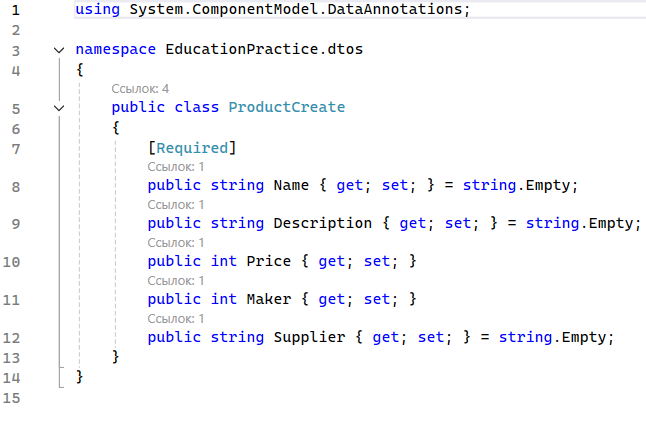 1 using System.ComponentModel.DataAnnotations;
2
3 namespace EducationPractice.dtos
4 {
Ссылок: 4
5 public class ProductCreate
6 {
7 [Required]
Ссылок: 1
8 public string Name { get; set; } = string.Empty;
Ссылок: 1
9 public string Description { get; set; } = string.Empty;
Ссылок: 1
10 public int Price { get; set; }
Ссылок: 1
11 public int Maker { get; set; }
Ссылок: 1
12 public string Supplier { get; set; } = string.Empty;
13 }
14 }
15